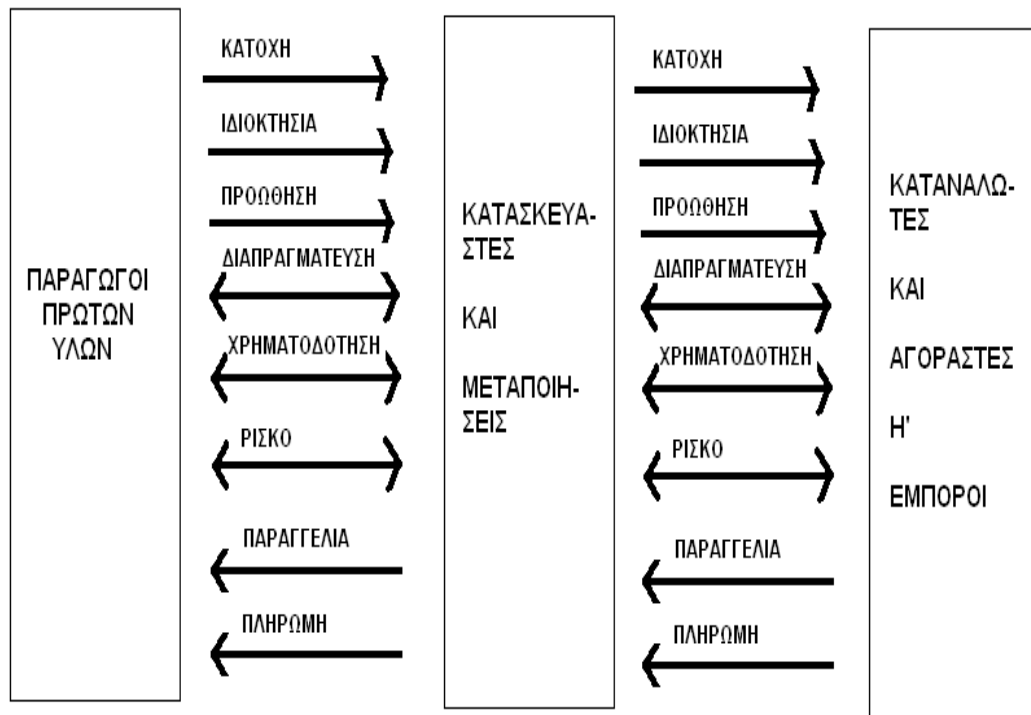 ΠΑΡΑΓΩΓΟΙ
ΠΡΩΤΩΝ
ΥΛΩΝ
ΚΑΤΟΧΗ
ΙΔΙΟΚΤΗΣΙΑ
ΠΡΟΩΘΗΣΗ
ΔΙΑΠΡΑΓΜΑΤΕΥΣΗ
ΧΡΗΜΑΤΟΔΟΤΗΣΗ
ΡΙΣΚΟ
ΠΑΡΑΓΓΕΛΙΑ
ΠΛΗΡΩΜΗ
ΚΑΤΑΣΚΕΥΑ-
ΣΤΕΣ
ΚΑΙ
ΜΕΤΑΠΟΙΗ-
ΣΕΙΣ
ΚΑΤΟΧΗ
ΙΔΙΟΚΤΗΣΙΑ
ΠΡΟΩΘΗΣΗ
ΔΙΑΠΡΑΓΜΑΤΕΥΣΗ
ΧΡΗΜΑΤΟΔΟΤΗΣΗ
ΡΙΣΚΟ
ΠΑΡΑΓΓΕΛΙΑ
ΠΛΗΡΩΜΗ
ΚΑΤΑΝΑΛΩ-
ΤΕΣ
ΚΑΙ
ΑΓΟΡΑΣΤΕΣ
Η'
ΕΜΠΟΡΟΙ